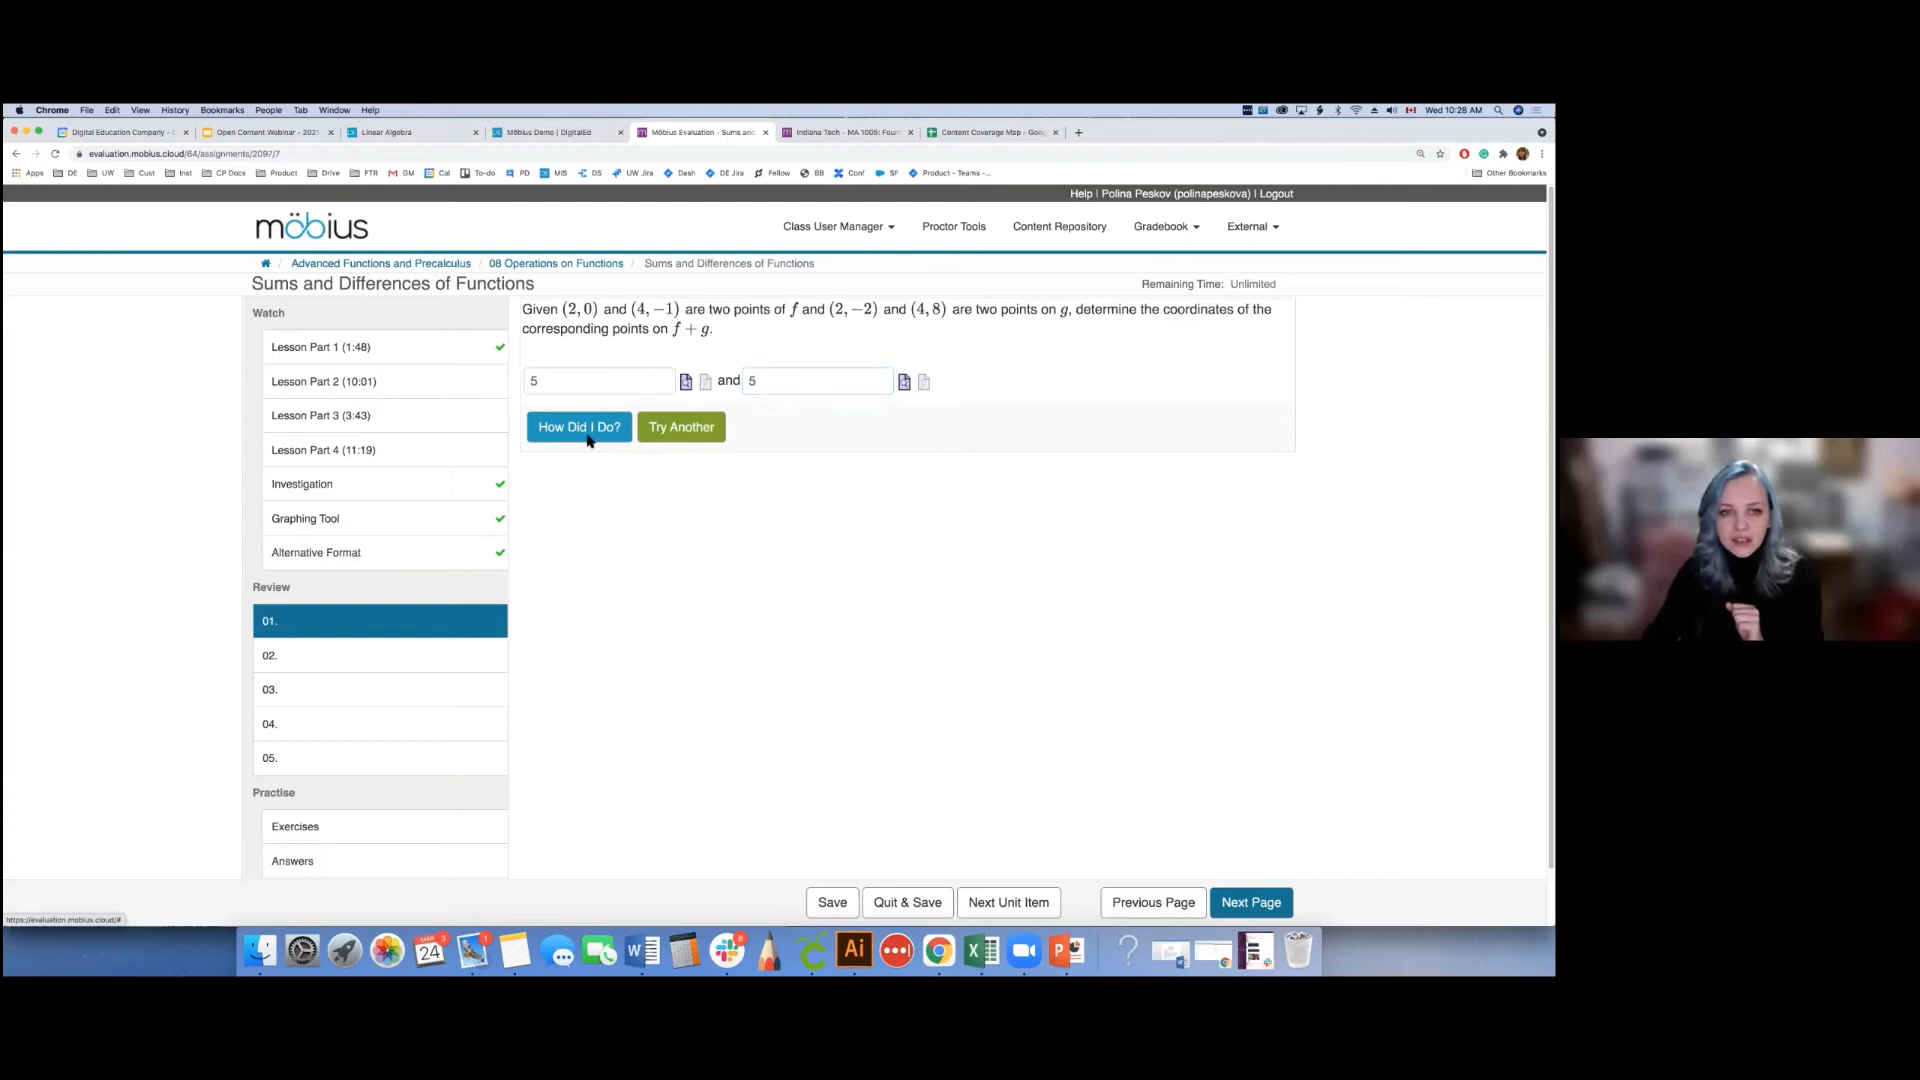 Chrome File Edit View History Bookmarks People Tab Window Help Wed 10:28 AM
Digital Education Company - C
Open Content Webinar - 2021
Linear Algebra
Möbius Demo | DigitalEd
Möbius Evaluation - Sums and
Indiana Tech - MA 1005: Foun
Content Coverage Map - Goog
evaluation.mobius.cloud/64/assignments/2097/7
Apps DE UW Cust Inst CP Docs Product Drive FTR GM Cal To-do PD MIS DS UW Jira Dash DE Jira Fellow BB Conf SF Product - Teams -... Other Bookmarks
Help | Polina Peskov (polinapeskova) | Logout
möbius
Class User Manager Proctor Tools Content Repository Gradebook External
/ Advanced Functions and Precalculus / 08 Operations on Functions / Sums and Differences of Functions
Sums and Differences of Functions
Remaining Time: Unlimited
Watch
Lesson Part 1 (1:48)
Lesson Part 2 (10:01)
Lesson Part 3 (3:43)
Lesson Part 4 (11:19)
Investigation
Graphing Tool
Alternative Format
Review
01.
02.
03.
04.
05.
Practise
Exercises
Answers
Given (2, 0) and (4, −1) are two points of f and (2, −2) and (4, 8) are two points on g, determine the coordinates of the
corresponding points on f + g.
5 and 5
How Did I Do? Try Another
Save Quit & Save Next Unit Item Previous Page Next Page
https://evaluation.mobius.cloud/#
MAR 24
3
1
8
W
Ai
X
P